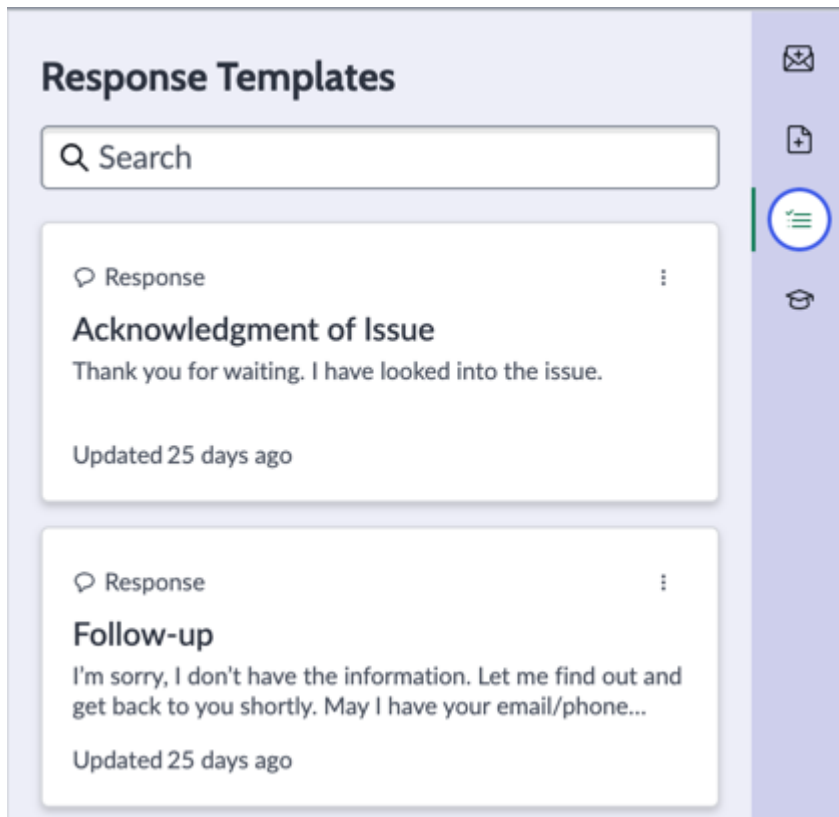 Response Templates
Search
Response
Acknowledgment of Issue
Thank you for waiting. I have looked into the issue.
Updated 25 days ago
Response
Follow-up
I’m sorry, I don’t have the information. Let me find out and
get back to you shortly. May I have your email/phone...
Updated 25 days ago